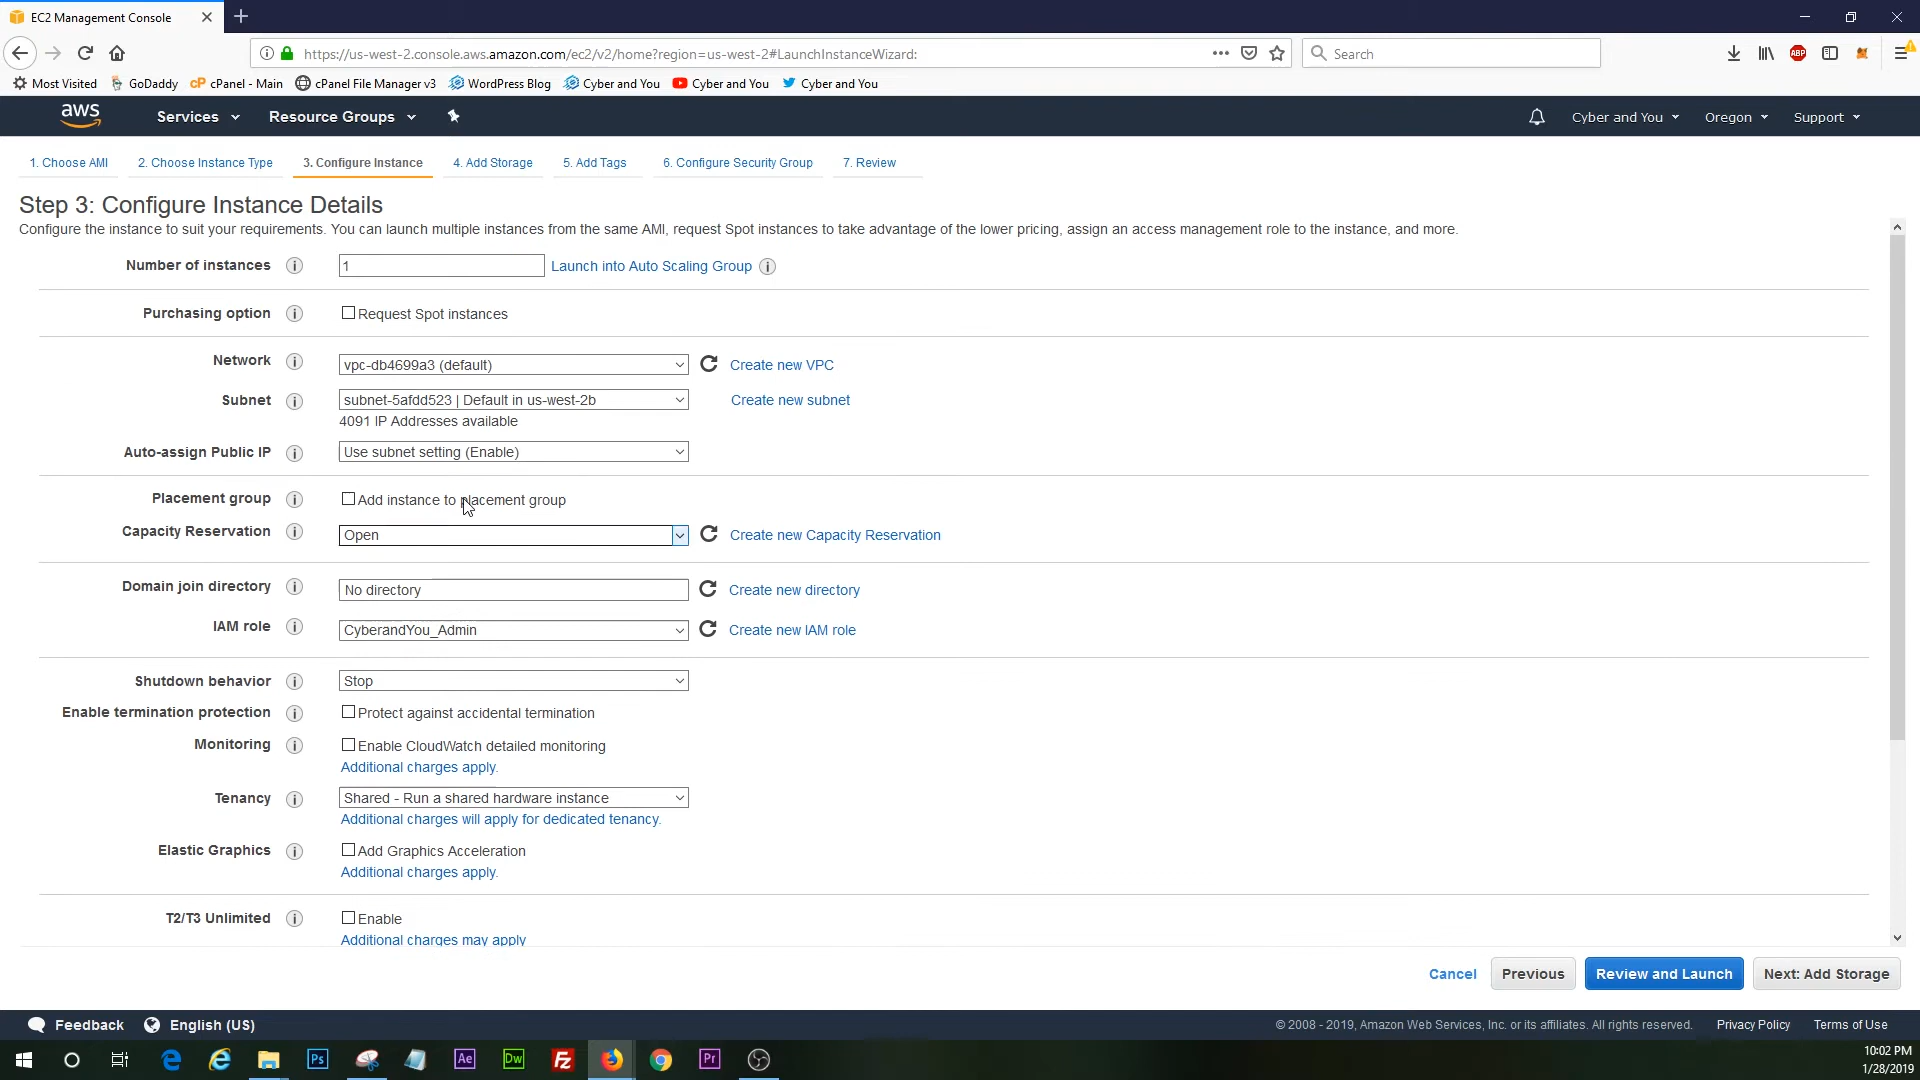 EC2 Management Console
https://us-west-2.console.aws.amazon.com/ec2/v2/home?region=us-west-2#LaunchInstanceWizard:
Search
ABP
Most Visited
GoDaddy
cP cPanel - Main
cPanel File Manager v3
WordPress Blog
Cyber and You
Cyber and You
Cyber and You
aws
Services
Resource Groups
Cyber and You
Oregon
Support
1. Choose AMI
2. Choose Instance Type
3. Configure Instance
4. Add Storage
5. Add Tags
6. Configure Security Group
7. Review
Step 3: Configure Instance Details
Configure the instance to suit your requirements. You can launch multiple instances from the same AMI, request Spot instances to take advantage of the lower pricing, assign an access management role to the instance, and more.
Number of instances
1
Launch into Auto Scaling Group
Purchasing option
Request Spot instances
Network
vpc-db4699a3 (default)
Create new VPC
Subnet
subnet-5afdd523 | Default in us-west-2b
Create new subnet
4091 IP Addresses available
Auto-assign Public IP
Use subnet setting (Enable)
Placement group
Add instance to placement group
Capacity Reservation
Open
Create new Capacity Reservation
Domain join directory
No directory
Create new directory
IAM role
CyberandYou_Admin
Create new IAM role
Shutdown behavior
Stop
Enable termination protection
Protect against accidental termination
Monitoring
Enable CloudWatch detailed monitoring
Additional charges apply.
Tenancy
Shared - Run a shared hardware instance
Additional charges will apply for dedicated tenancy.
Elastic Graphics
Add Graphics Acceleration
Additional charges apply.
T2/T3 Unlimited
Enable
Additional charges may apply
Cancel
Previous
Review and Launch
Next: Add Storage
Feedback
English (US)
© 2008 - 2019, Amazon Web Services, Inc. or its affiliates. All rights reserved.
Privacy Policy
Terms of Use
Ps
Ae
Dw
Fz
Pr
10:02 PM
1/28/2019